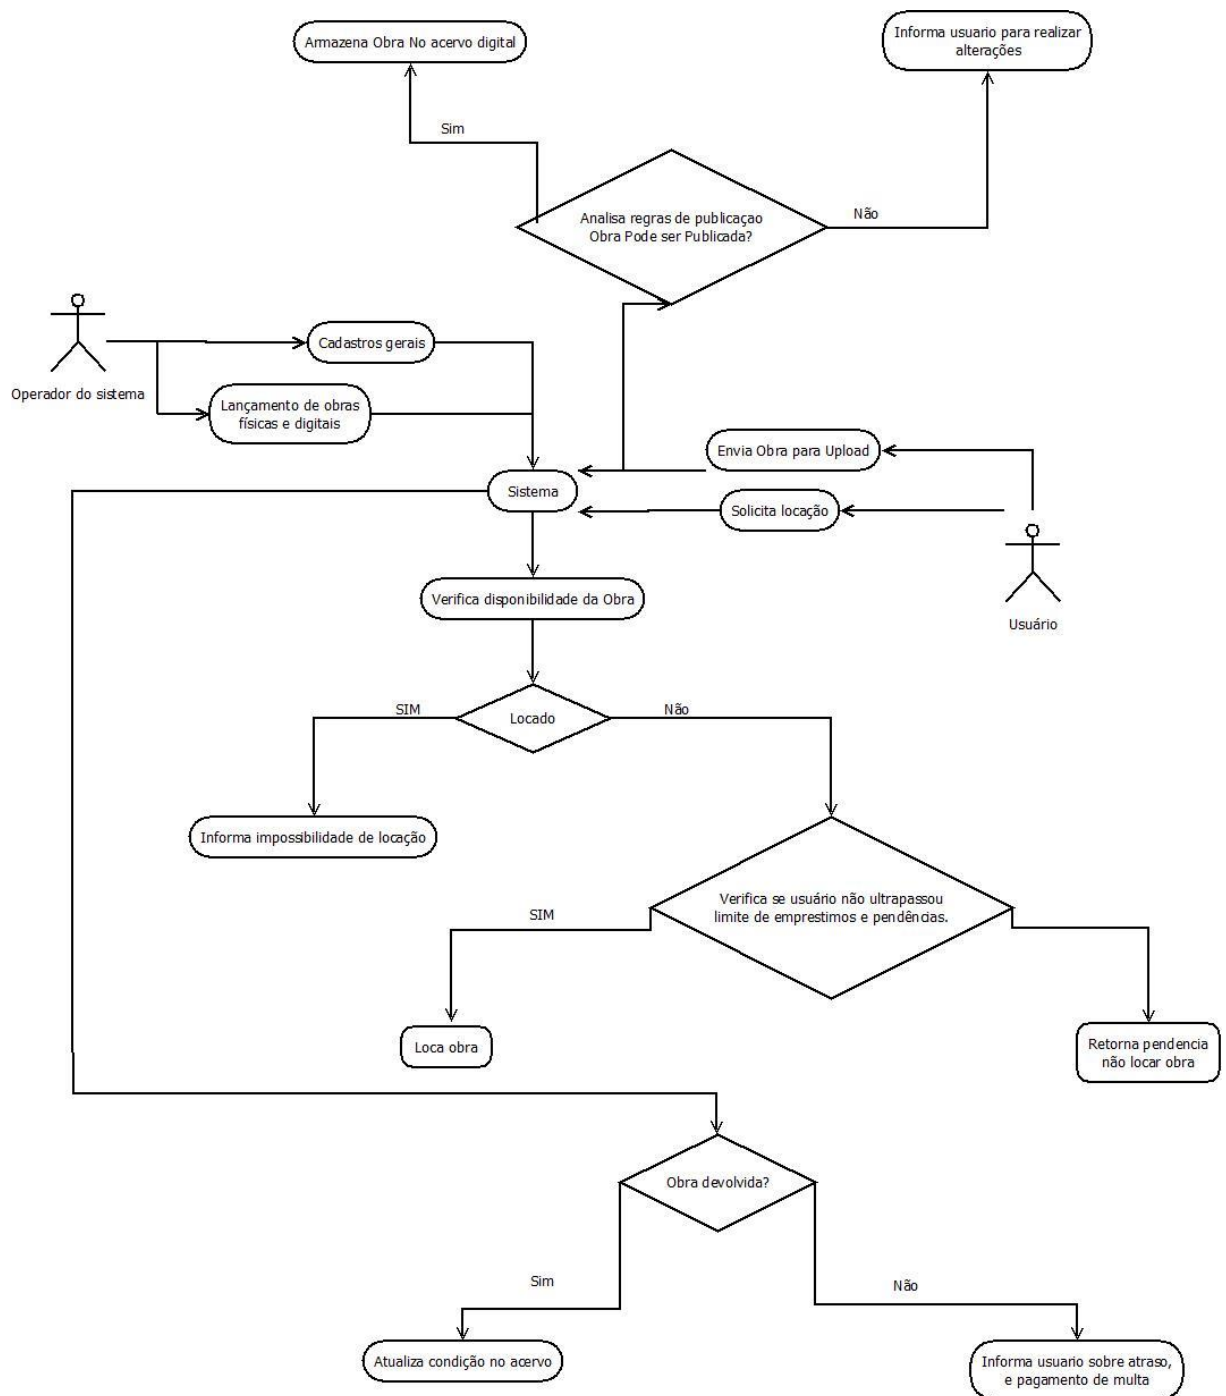 Armazena Obra No acervo digital
Informa usuario para realizar
alterações
Sim
Analisa regras de publicaçao
Obra Pode ser Publicada?
Não
Operador do sistema
Cadastros gerais
Lançamento de obras
físicas e digitais
Envia Obra para Upload
Sistema
Solicita locação
Usuário
Verifica disponibilidade da Obra
SIM
Locado
Não
Informa impossibilidade de locação
Verifica se usuário não ultrapassou
limite de emprestimos e pendências.
SIM
Loca obra
Retorna pendencia
não locar obra
Obra devolvida?
Sim
Não
Atualiza condição no acervo
Informa usuario sobre atraso,
e pagamento de multa